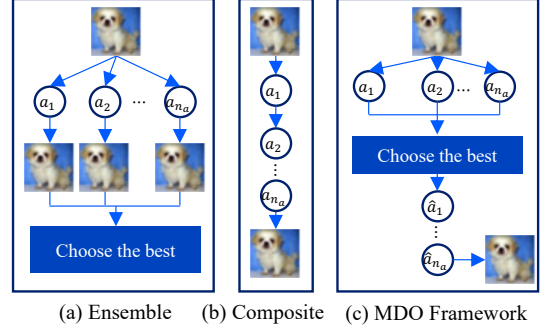 a₁ a₂ ... aₙₐ
Choose the best
(a) Ensemble
a₁
a₂
⋮
aₙₐ
(b) Composite
a₁ a₂ ... aₙₐ
Choose the best
â₁
⋮
âₙₐ
(c) MDO Framework